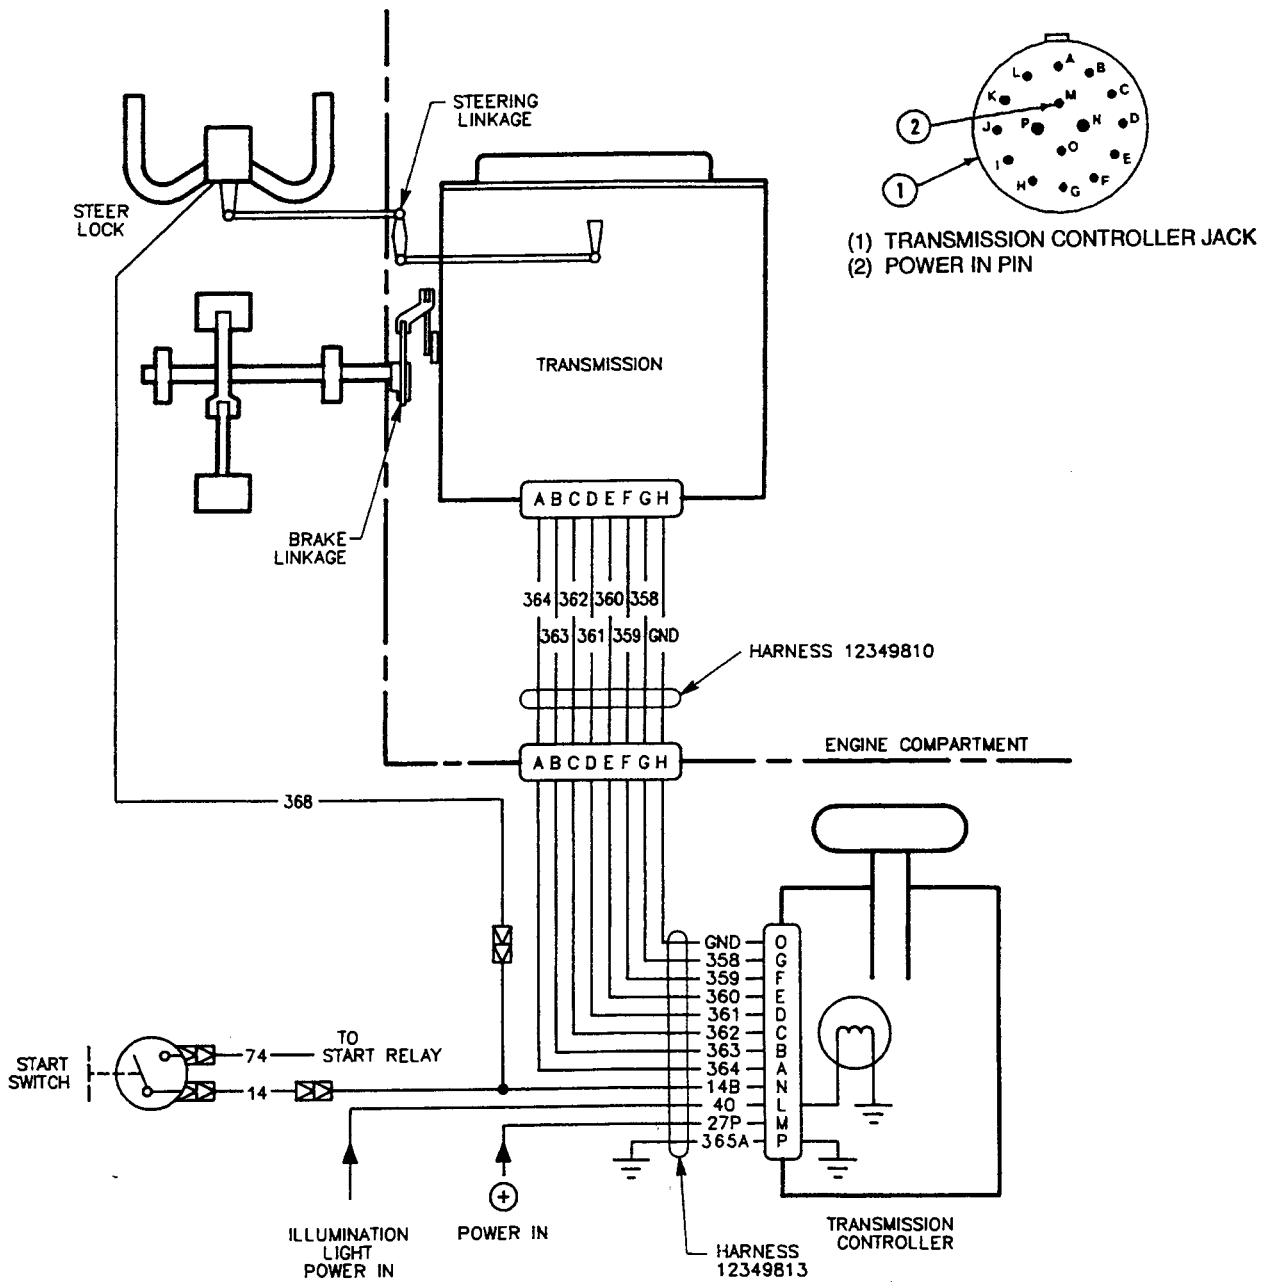 STEERING
LINKAGE
STEER
LOCK
L
A
B
K
M
C
2
J
P
N
D
O
I
E
1
H
G
F
(1) TRANSMISSION CONTROLLER JACK
(2) POWER IN PIN
TRANSMISSION
BRAKE
LINKAGE
A B C D E F G H
364 362 360 358
363 361 359 GND
HARNESS 12349810
ENGINE COMPARTMENT
A B C D E F G H
368
GND O
358 G
359 F
360 E
361 D
362 C
363 B
364 A
14B N
40 L
27P M
365A P
START
SWITCH
74
TO
START RELAY
14
+
ILLUMINATION
LIGHT
POWER IN
POWER IN
HARNESS
12349813
TRANSMISSION
CONTROLLER